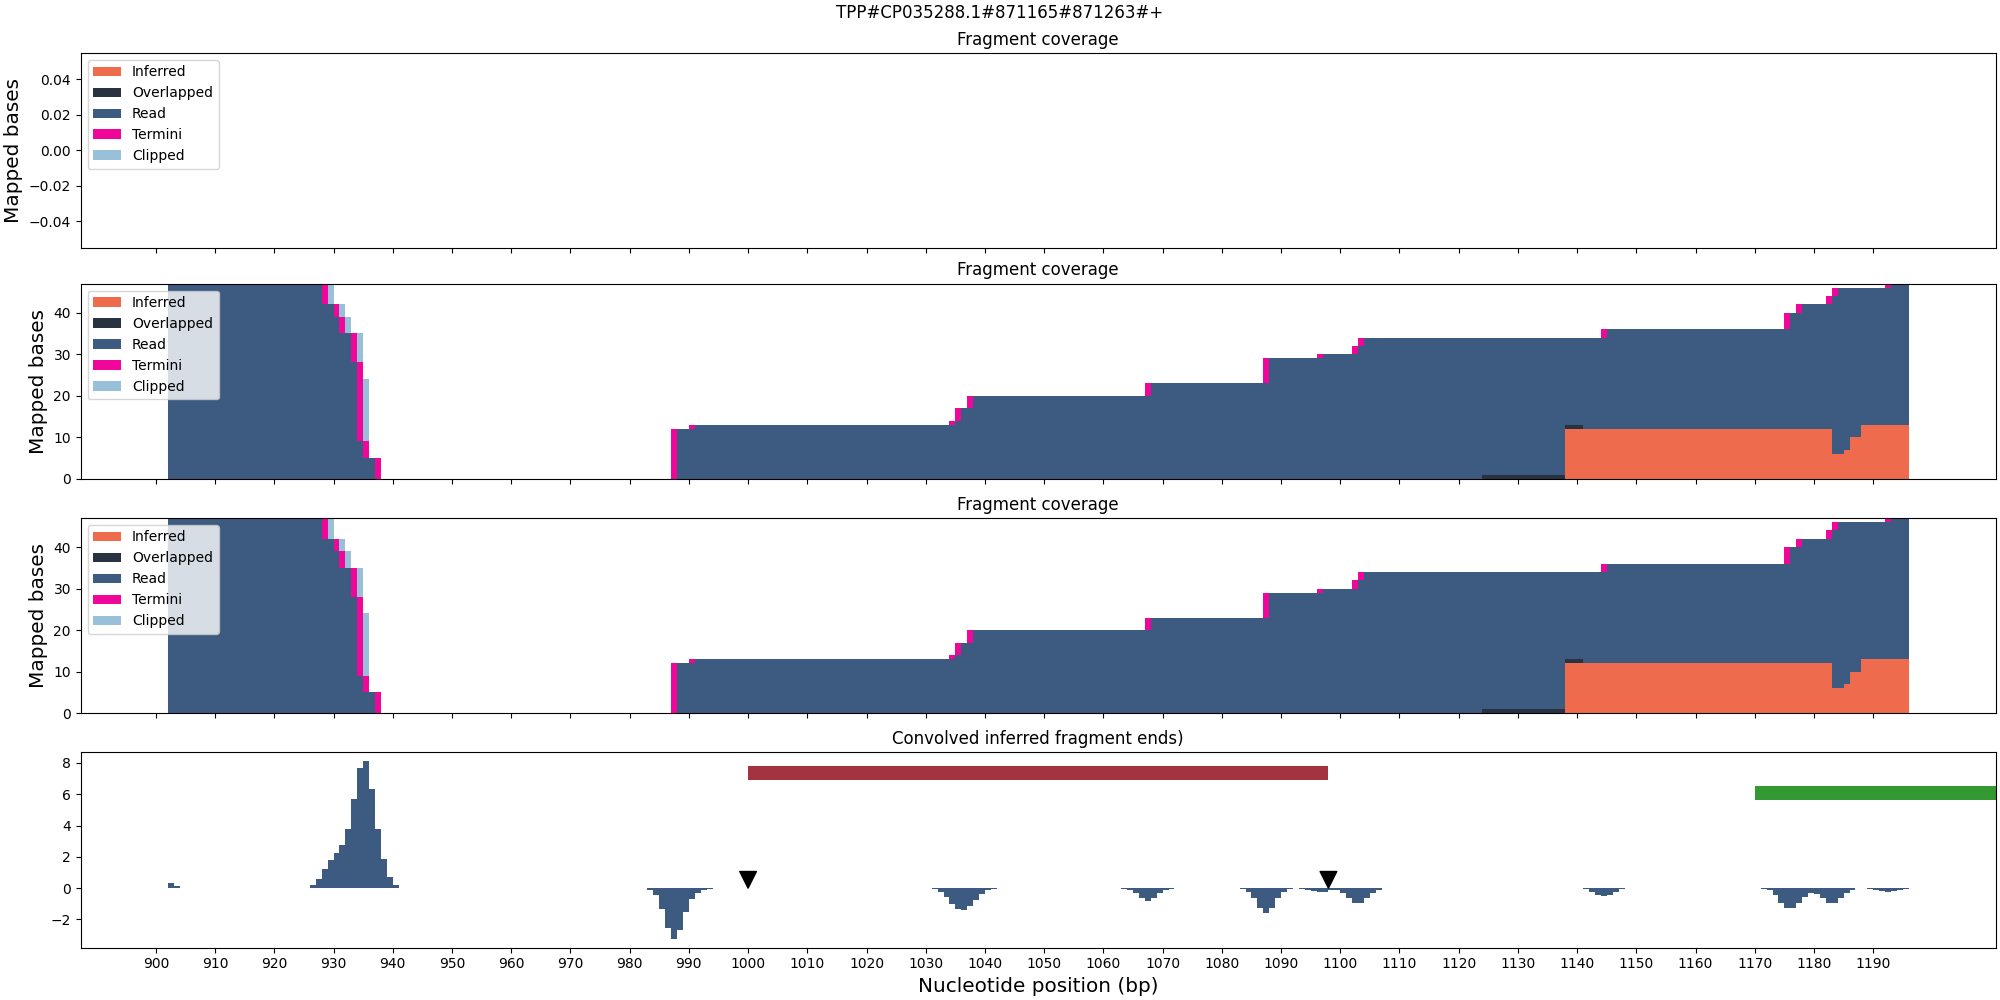 TPP#CP035288.1#871165#871263#+
Fragment coverage
Mapped bases
0.04
0.02
0.00
−0.02
−0.04
Inferred
Overlapped
Read
Termini
Clipped
Fragment coverage
Mapped bases
40
30
20
10
0
Inferred
Overlapped
Read
Termini
Clipped
Fragment coverage
Mapped bases
40
30
20
10
0
Inferred
Overlapped
Read
Termini
Clipped
Convolved inferred fragment ends)
8
6
4
2
0
−2
900 910 920 930 940 950 960 970 980 990 1000 1010 1020 1030 1040 1050 1060 1070 1080 1090 1100 1110 1120 1130 1140 1150 1160 1170 1180 1190
Nucleotide position (bp)